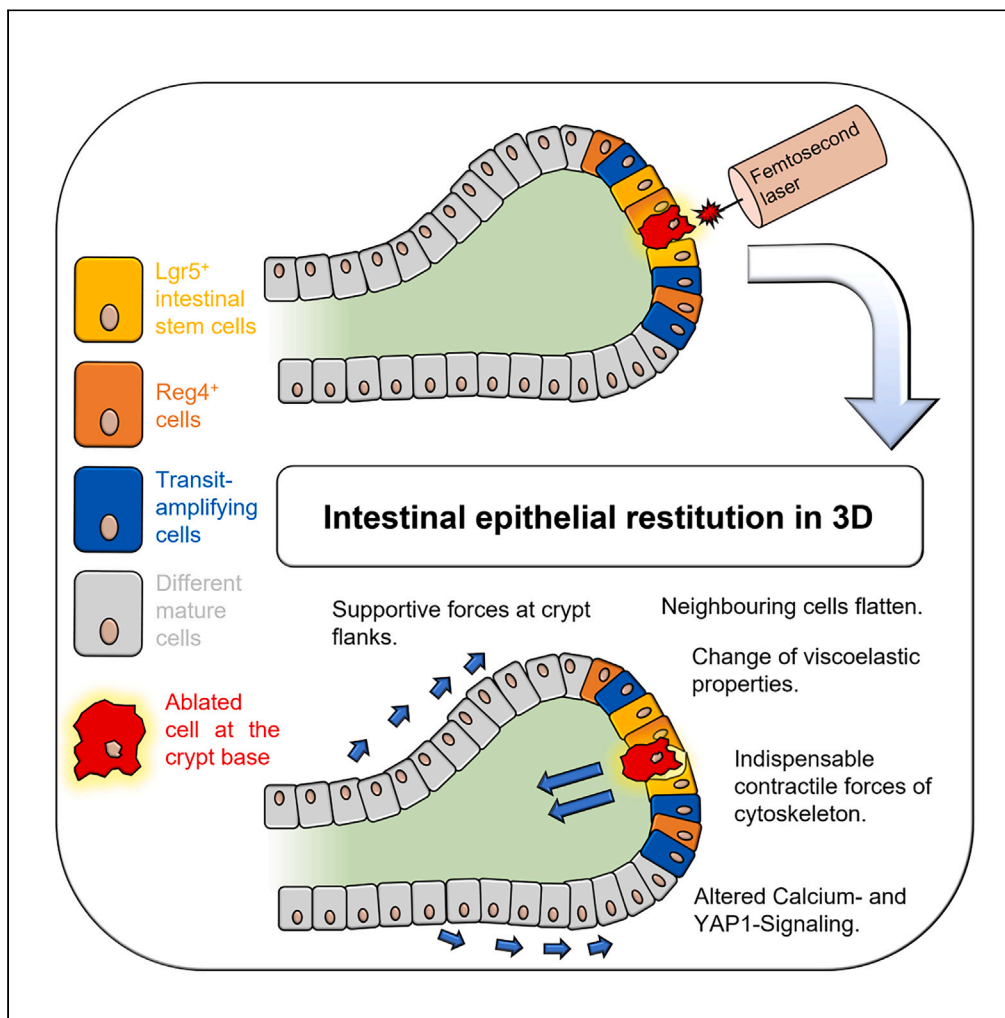 Femtosecond
laser
Lgr5⁺
intestinal
stem cells
Reg4⁺
cells
Transit-
amplifying
cells
Different
mature
cells
Ablated
cell at the
crypt base
Intestinal epithelial restitution in 3D
Supportive forces at crypt
flanks.
Neighbouring cells flatten.
Change of viscoelastic
properties.
Indispensable
contractile forces of
cytoskeleton.
Altered Calcium- and
YAP1-Signaling.